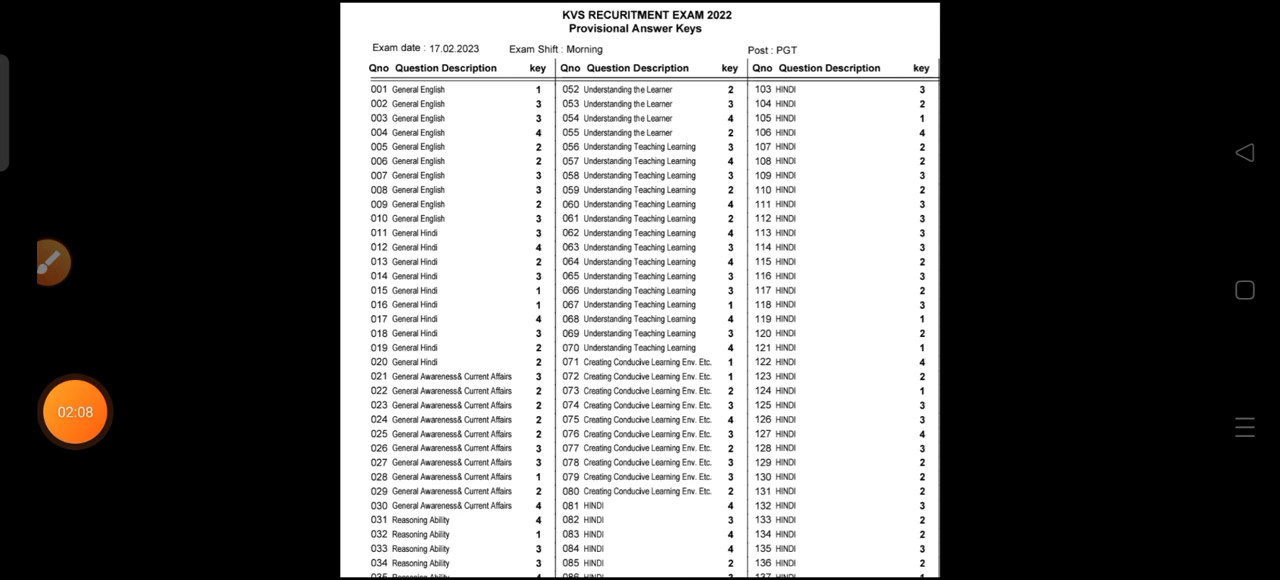 KVS RECURITMENT EXAM 2022
Provisional Answer Keys
Exam date : 17.02.2023 Exam Shift : Morning Post : PGT
Qno Question Description key Qno Question Description key Qno Question Description key
001 General English 1 052 Understanding the Learner 2 103 HINDI 3
002 General English 3 053 Understanding the Learner 3 104 HINDI 2
003 General English 3 054 Understanding the Learner 4 105 HINDI 1
004 General English 4 055 Understanding the Learner 2 106 HINDI 4
005 General English 2 056 Understanding Teaching Learning 3 107 HINDI 2
006 General English 2 057 Understanding Teaching Learning 4 108 HINDI 2
007 General English 3 058 Understanding Teaching Learning 3 109 HINDI 3
008 General English 3 059 Understanding Teaching Learning 2 110 HINDI 2
009 General English 2 060 Understanding Teaching Learning 4 111 HINDI 3
010 General English 3 061 Understanding Teaching Learning 2 112 HINDI 3
011 General Hindi 3 062 Understanding Teaching Learning 4 113 HINDI 3
012 General Hindi 4 063 Understanding Teaching Learning 3 114 HINDI 3
013 General Hindi 2 064 Understanding Teaching Learning 4 115 HINDI 2
014 General Hindi 3 065 Understanding Teaching Learning 3 116 HINDI 3
015 General Hindi 1 066 Understanding Teaching Learning 3 117 HINDI 2
016 General Hindi 1 067 Understanding Teaching Learning 1 118 HINDI 3
017 General Hindi 4 068 Understanding Teaching Learning 4 119 HINDI 1
018 General Hindi 3 069 Understanding Teaching Learning 3 120 HINDI 2
019 General Hindi 2 070 Understanding Teaching Learning 4 121 HINDI 1
020 General Hindi 2 071 Creating Conducive Learning Env. Etc. 1 122 HINDI 4
021 General Awareness& Current Affairs 3 072 Creating Conducive Learning Env. Etc. 1 123 HINDI 2
022 General Awareness& Current Affairs 2 073 Creating Conducive Learning Env. Etc. 2 124 HINDI 1
023 General Awareness& Current Affairs 2 074 Creating Conducive Learning Env. Etc. 3 125 HINDI 3
024 General Awareness& Current Affairs 2 075 Creating Conducive Learning Env. Etc. 4 126 HINDI 3
025 General Awareness& Current Affairs 2 076 Creating Conducive Learning Env. Etc. 3 127 HINDI 4
026 General Awareness& Current Affairs 3 077 Creating Conducive Learning Env. Etc. 2 128 HINDI 3
027 General Awareness& Current Affairs 3 078 Creating Conducive Learning Env. Etc. 3 129 HINDI 2
028 General Awareness& Current Affairs 1 079 Creating Conducive Learning Env. Etc. 3 130 HINDI 2
029 General Awareness& Current Affairs 2 080 Creating Conducive Learning Env. Etc. 2 131 HINDI 2
030 General Awareness& Current Affairs 4 081 HINDI 4 132 HINDI 3
031 Reasoning Ability 4 082 HINDI 3 133 HINDI 2
032 Reasoning Ability 1 083 HINDI 4 134 HINDI 2
033 Reasoning Ability 3 084 HINDI 4 135 HINDI 3
034 Reasoning Ability 3 085 HINDI 2 136 HINDI 2
02:08